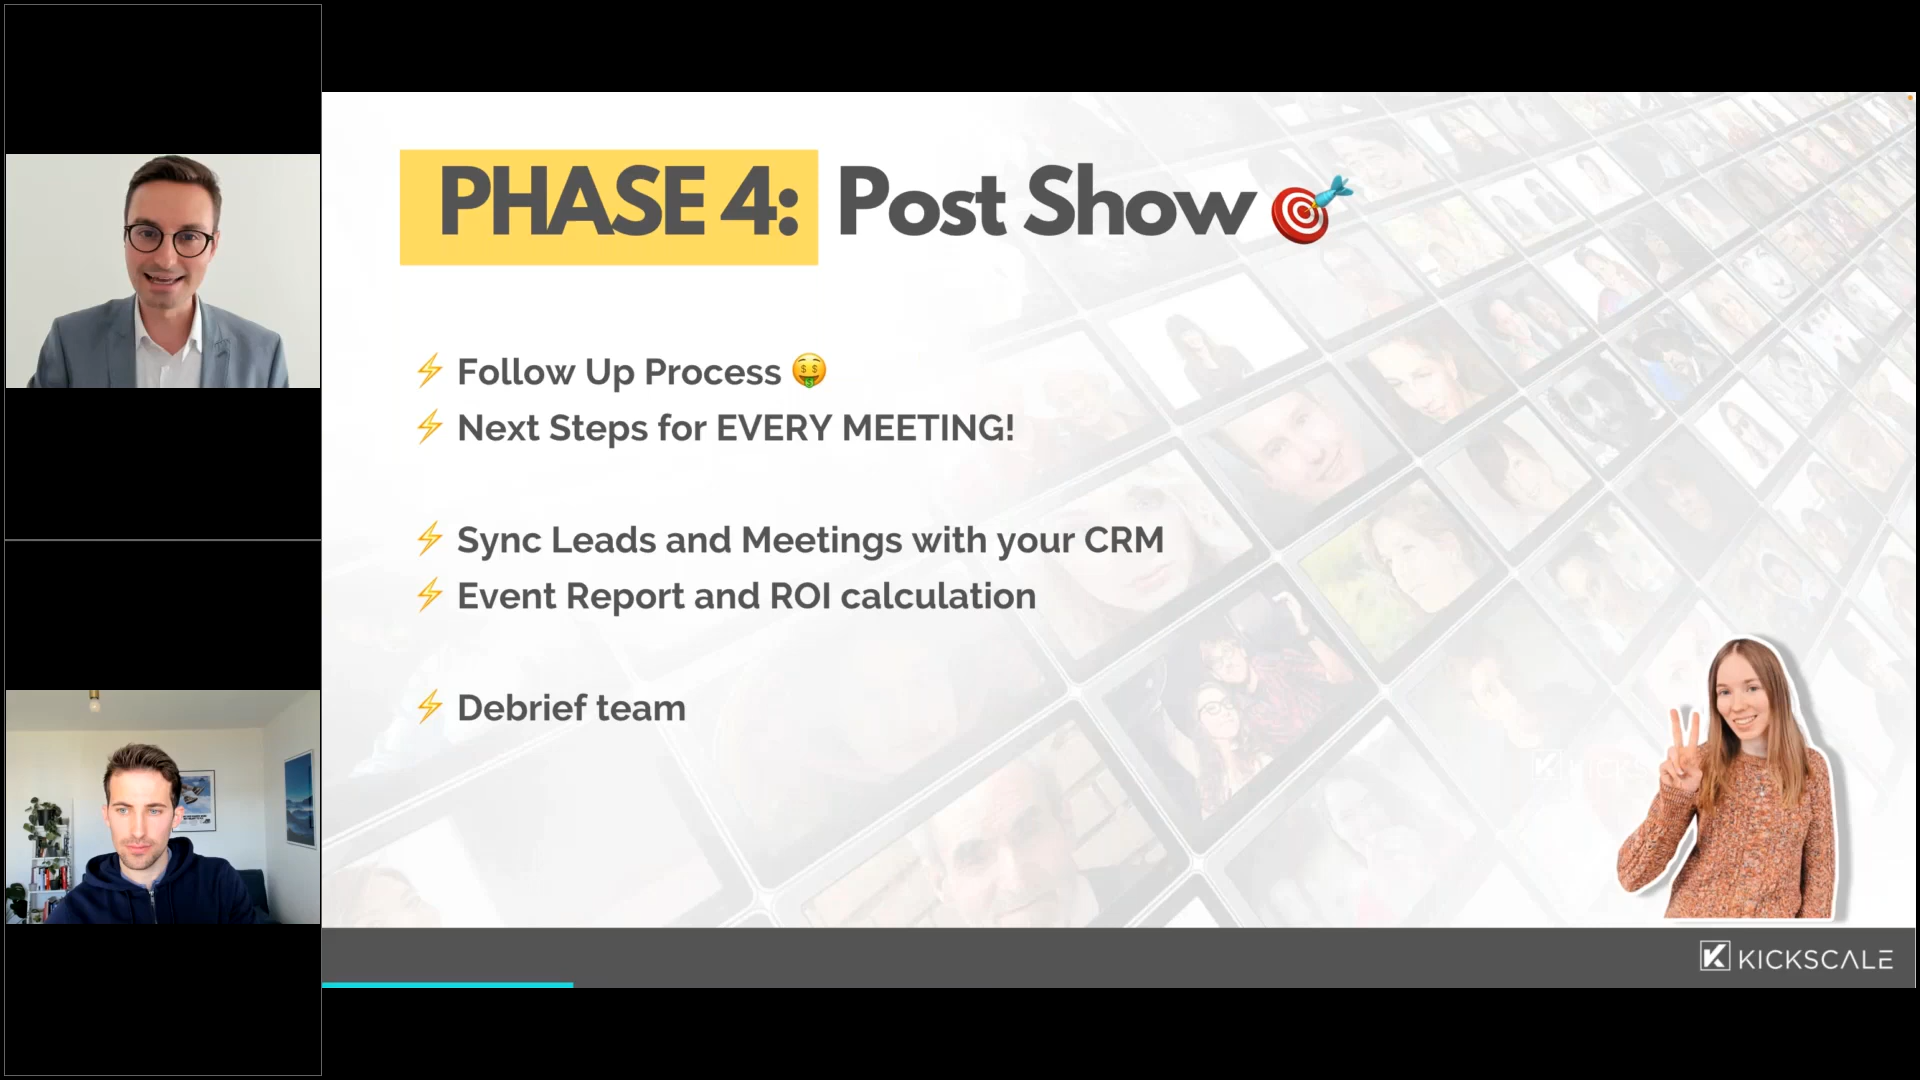 PHASE 4: Post Show 🎯
⚡ Follow Up Process 🤑
⚡ Next Steps for EVERY MEETING!
⚡ Sync Leads and Meetings with your CRM
⚡ Event Report and ROI calculation
⚡ Debrief team
KICKSCALE